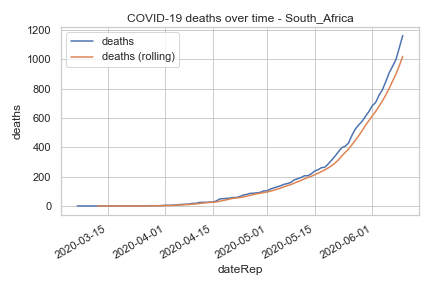 COVID-19 deaths over time - South_Africa
deaths
deaths (rolling)
1200
1000
800
600
400
200
0
deaths
2020-03-15
2020-04-01
2020-04-15
2020-05-01
2020-05-15
2020-06-01
dateRep